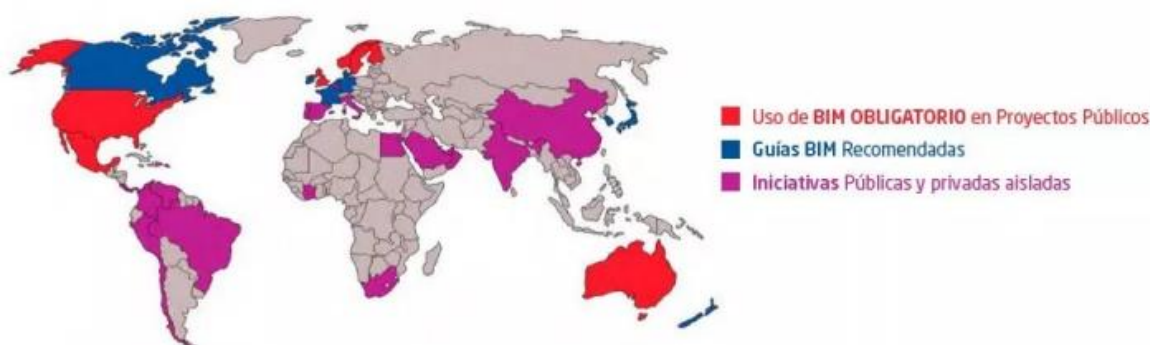 Uso de BIM OBLIGATORIO en Proyectos Públicos
Guías BIM Recomendadas
Iniciativas Públicas y privadas aisladas